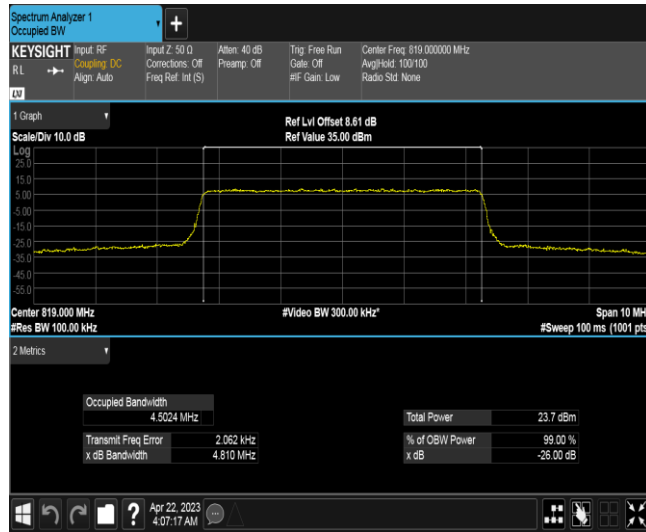 Spectrum Analyzer 1
Occupied BW
+
KEYSIGHT
RL
LXI
Input: RF
Coupling: DC
Align: Auto
Input Z: 50 Ω
Corrections: Off
Freq Ref: Int (S)
Atten: 40 dB
Preamp: Off
Trig: Free Run
Gate: Off
#IF Gain: Low
Center Freq: 819.000000 MHz
Avg|Hold: 100/100
Radio Std: None
1 Graph
Scale/Div 10.0 dB
Ref Lvl Offset 8.61 dB
Ref Value 35.00 dBm
Log
25.0
15.0
5.00
-5.00
-15.0
-25.0
-35.0
-45.0
-55.0
Center 819.000 MHz
#Video BW 300.00 kHz*
Span 10 MH
#Res BW 100.00 kHz
#Sweep 100 ms (1001 pts
2 Metrics
Occupied Bandwidth
4.5024 MHz
Total Power 23.7 dBm
Transmit Freq Error 2.062 kHz
% of OBW Power 99.00 %
x dB Bandwidth 4.810 MHz
x dB -26.00 dB
?
Apr 22, 2023
4:07:17 AM